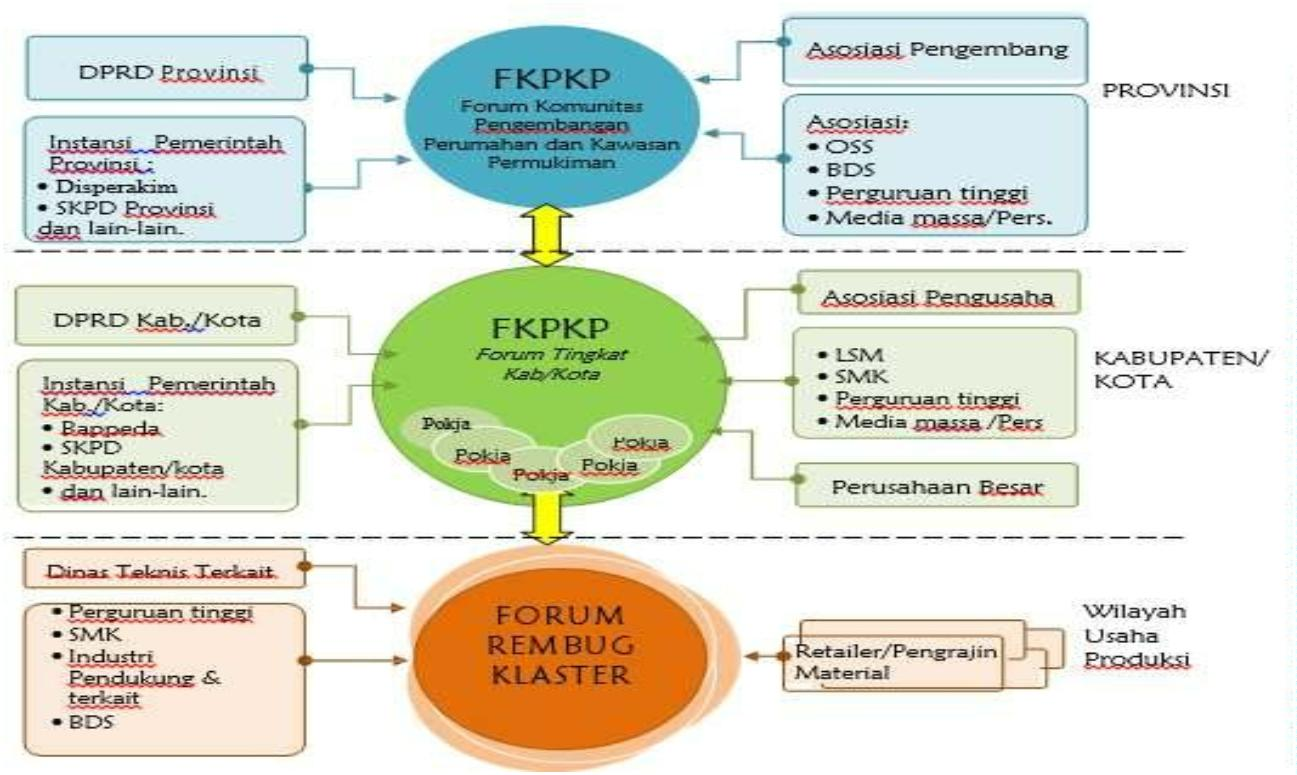 DPRD Provinsi
Instansi Pemerintah
Provinsi :
• Disperakim
• SKPD Provinsi
dan lain-lain.
FKPKP
Forum Komunitas
Pengembangan
Perumahan dan Kawasan
Permukiman
Asosiasi Pengembang
Asosiasi:
• OSS
• BDS
• Perguruan tinggi
• Media massa/Pers.
PROVINSI
DPRD Kab./Kota
Instansi Pemerintah
Kab./Kota:
• Bappeda
• SKPD
Kabupaten/kota
• dan lain-lain.
FKPKP
Forum Tingkat
Kab/Kota
Pokja
Pokja
Pokja
Pokja
Pokja
Asosiasi Pengusaha
• LSM
• SMK
• Perguruan tinggi
• Media massa /Pers
Perusahaan Besar
KABUPATEN/
KOTA
Dinas Teknis Terkait
• Perguruan tinggi
• SMK
• Industri
Pendukung &
terkait
• BDS
FORUM
REMBUG
KLASTER
Retailer/Pengrajin
Material
Wilayah
Usaha
Produksi